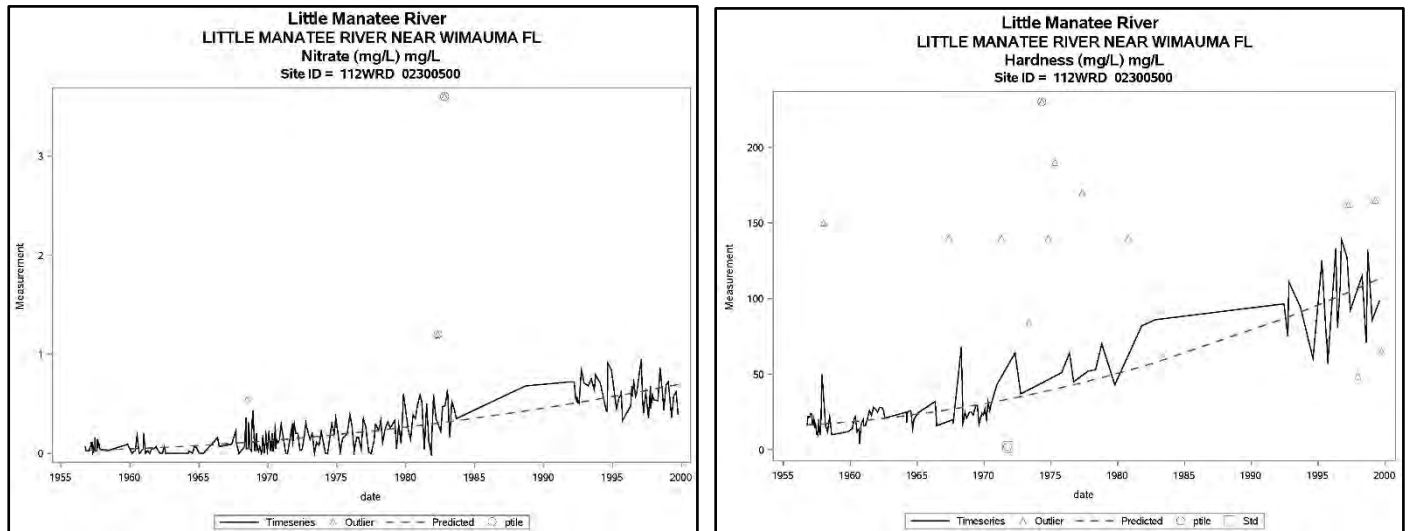 Little Manatee River
LITTLE MANATEE RIVER NEAR WIMAUMA FL
Nitrate (mg/L) mg/L
Site ID = 112WRD 02300500
Measurement
3
2
1
0
1955 1960 1965 1970 1975 1980 1985 1990 1995 2000
date
Timeseries Outlier Predicted ptile
Little Manatee River
LITTLE MANATEE RIVER NEAR WIMAUMA FL
Hardness (mg/L) mg/L
Site ID = 112WRD 02300500
Measurement
200
150
100
50
0
1955 1960 1965 1970 1975 1980 1985 1990 1995 2000
date
Timeseries Outlier Predicted ptile Std